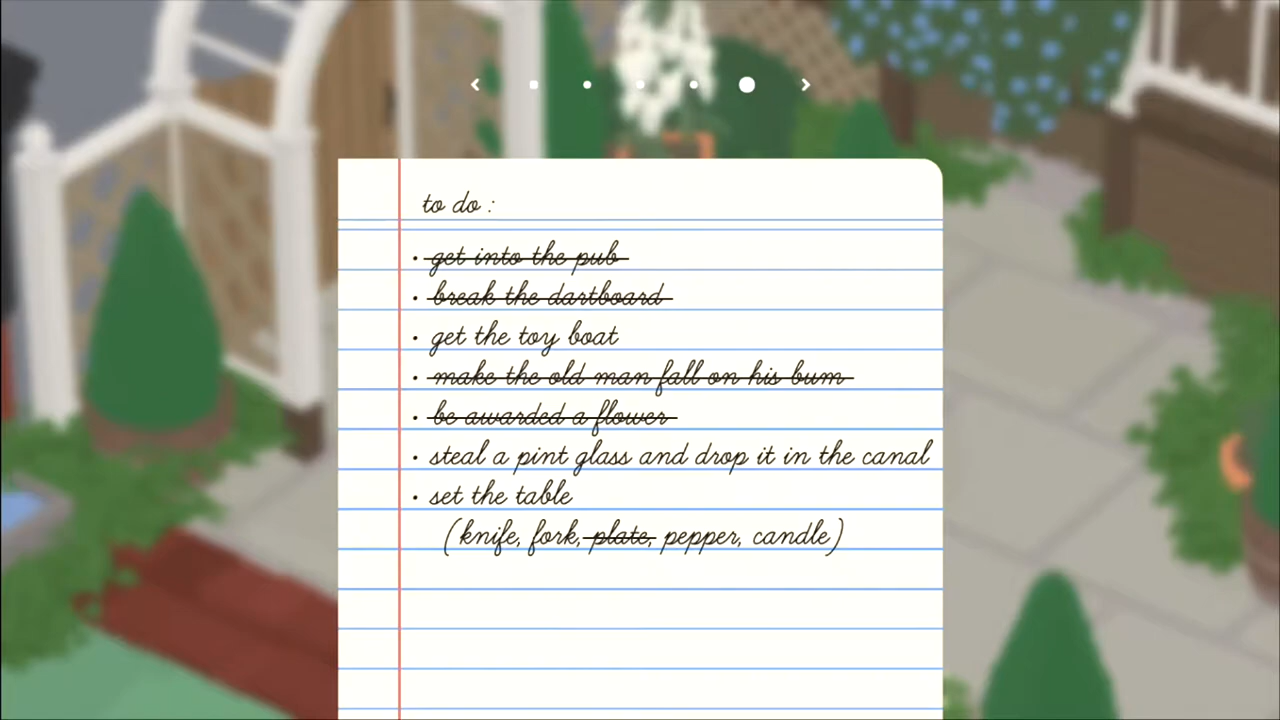 to do :
• get into the pub
• break the dartboard
• get the toy boat
• make the old man fall on his bum
• be awarded a flower
• steal a pint glass and drop it in the canal
• set the table
(knife, fork, plate, pepper, candle)